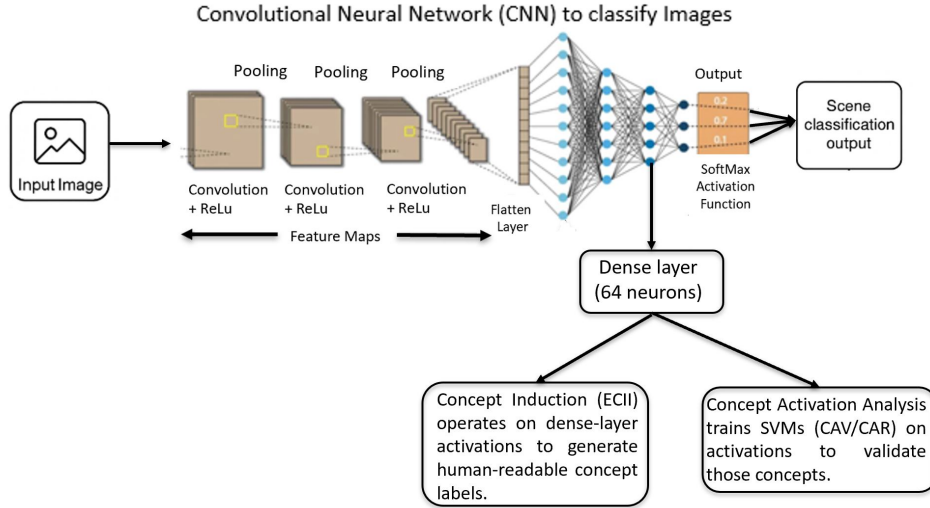 Convolutional Neural Network (CNN) to classify Images
Pooling
Pooling
Pooling
Output
0.2
0.7
0.1
Input Image
Scene
classification
output
Convolution
+ ReLu
Convolution
+ ReLu
Convolution
+ ReLu
Flatten
Layer
SoftMax
Activation
Function
Feature Maps
Dense layer
(64 neurons)
Concept Induction (ECII)
operates on dense-layer
activations to generate
human-readable concept
labels.
Concept Activation Analysis
trains SVMs (CAV/CAR) on
activations to validate
those concepts.